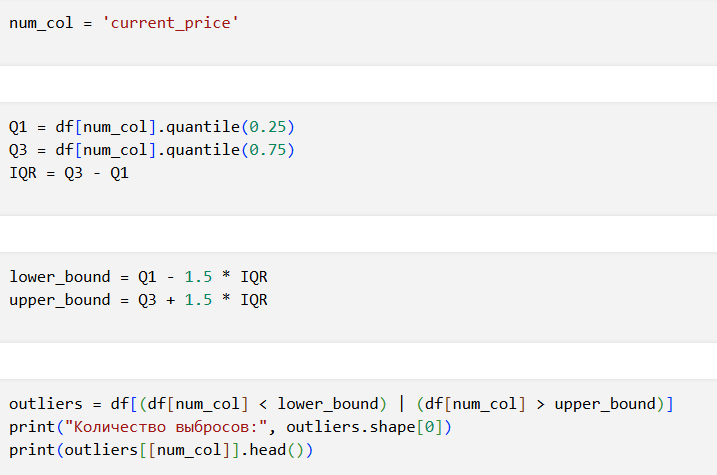 num_col = 'current_price'
Q1 = df[num_col].quantile(0.25)
Q3 = df[num_col].quantile(0.75)
IQR = Q3 - Q1
lower_bound = Q1 - 1.5 * IQR
upper_bound = Q3 + 1.5 * IQR
outliers = df[(df[num_col] < lower_bound) | (df[num_col] > upper_bound)]
print("Количество выбросов:", outliers.shape[0])
print(outliers[[num_col]].head())